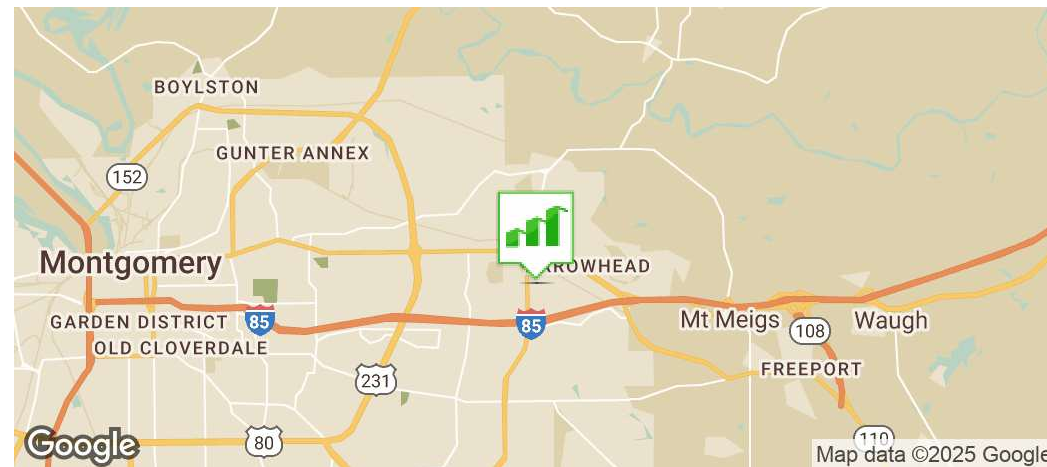 BOYLSTON
GUNTER ANNEX
152
Montgomery
ROWHEAD
GARDEN DISTRICT
85
85
Mt Meigs
108
Waugh
OLD CLOVERDALE
231
FREEPORT
80
110
Google
Map data ©2025 Google